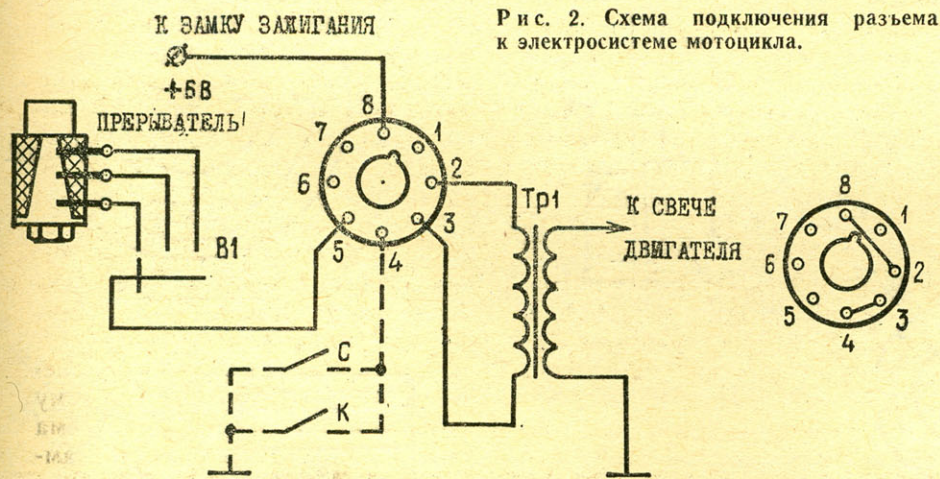 К ЗАМКУ ЗАЖИГАНИЯ
Рис. 2. Схема подключения разъема
к электросистеме мотоцикла.
+6В
ПРЕРЫВАТЕЛЬ
8
7
1
6
2
5
3
4
В1
С
К
Тр1
К СВЕЧЕ
ДВИГАТЕЛЯ
8
7
1
6
2
5
3
4